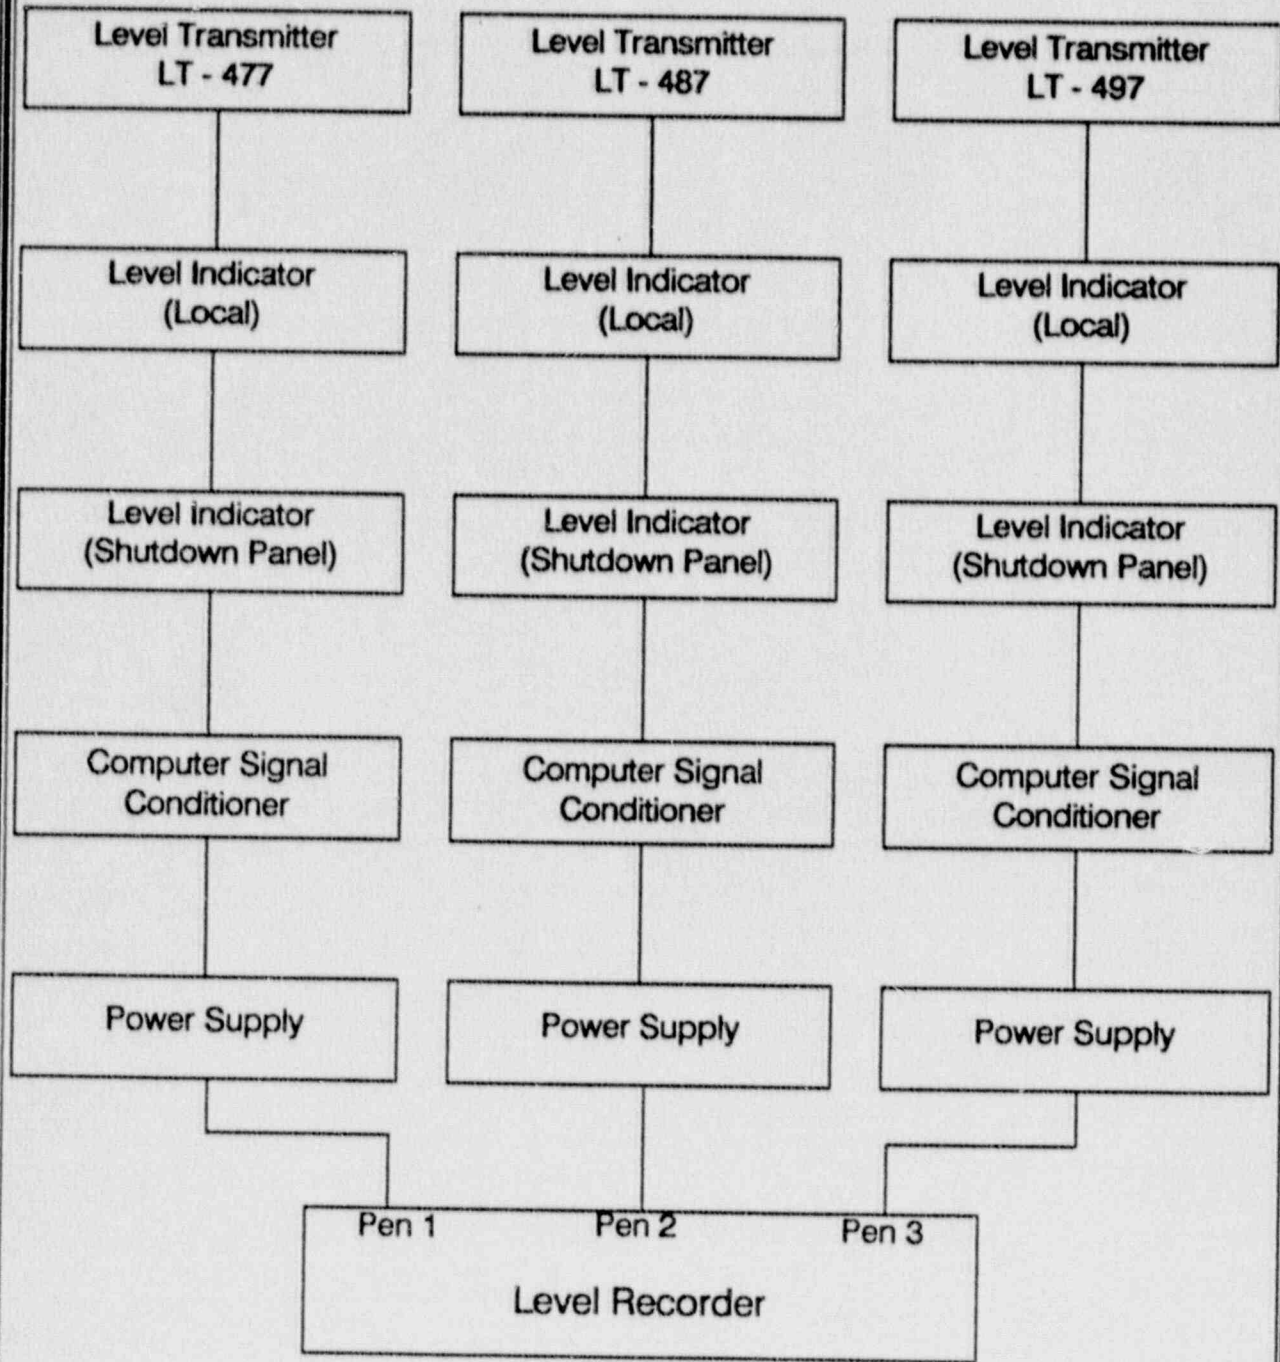 Level Transmitter
LT - 477
Level Transmitter
LT - 487
Level Transmitter
LT - 497
Level Indicator
(Local)
Level Indicator
(Local)
Level Indicator
(Local)
Level indicator
(Shutdown Panel)
Level Indicator
(Shutdown Panel)
Level Indicator
(Shutdown Panel)
Computer Signal
Conditioner
Computer Signal
Conditioner
Computer Signal
Conditioner
Power Supply
Power Supply
Power Supply
Pen 1
Pen 2
Pen 3
Level Recorder